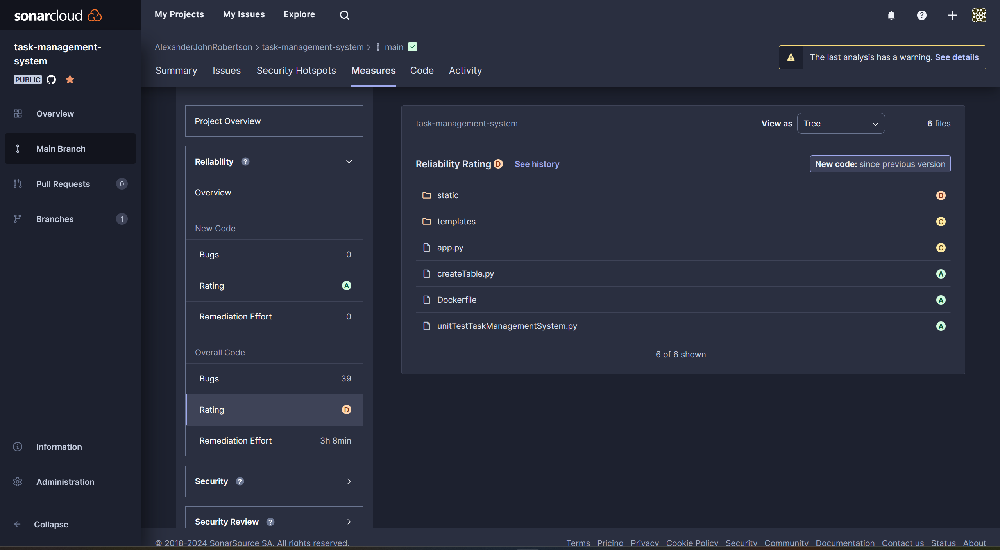 sonarcloud
My Projects My Issues Explore
task-management-
system
PUBLIC
Overview
Main Branch
Pull Requests 0
Branches 1
Information
Administration
Collapse
AlexanderJohnRobertson > task-management-system > main
The last analysis has a warning. See details
Summary Issues Security Hotspots Measures Code Activity
Project Overview
Reliability ?
Overview
New Code
Bugs 0
Rating A
Remediation Effort 0
Overall Code
Bugs 39
Rating D
Remediation Effort 3h 8min
Security ?
Security Review ?
task-management-system View as Tree 6 files
Reliability Rating D See history New code: since previous version
static D
templates C
app.py C
createTable.py A
Dockerfile A
unitTestTaskManagementSystem.py A
6 of 6 shown
© 2018-2024 SonarSource SA. All rights reserved. Terms Pricing Privacy Cookie Policy Security Community Documentation Contact us Status About